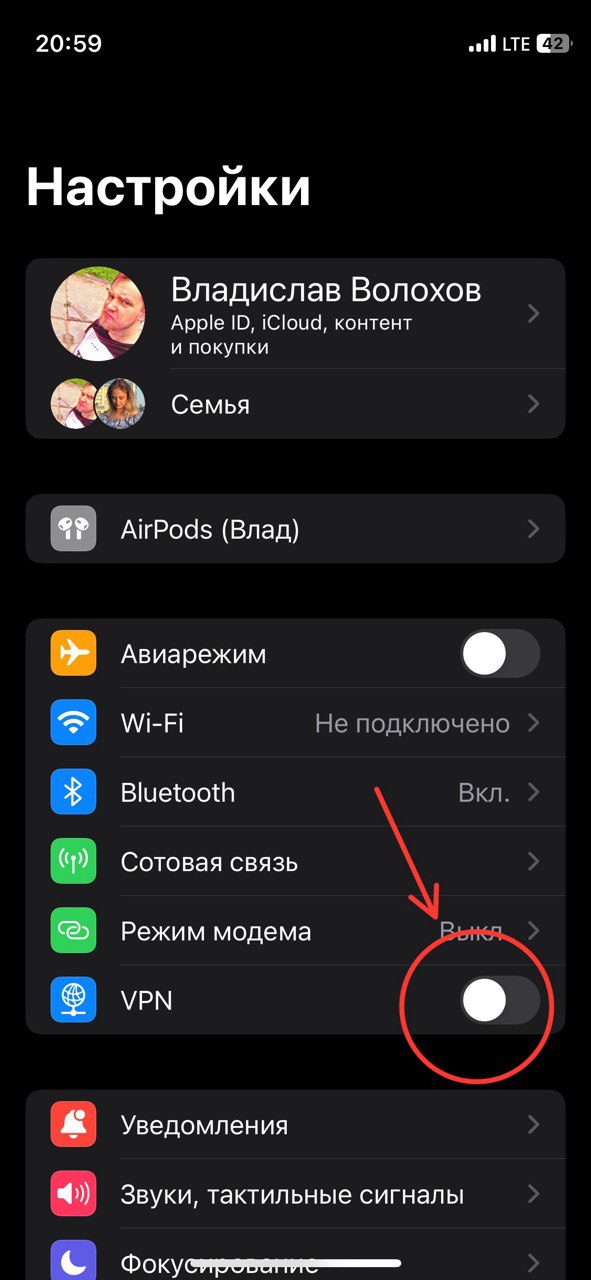 20:59
LTE 42
Настройки
Владислав Волохов
Apple ID, iCloud, контент
и покупки
Семья
AirPods (Влад)
Авиарежим
Wi-Fi Не подключено
Bluetooth Вкл.
Сотовая связь
Режим модема Выкл.
VPN
Уведомления
Звуки, тактильные сигналы
Фокусирование